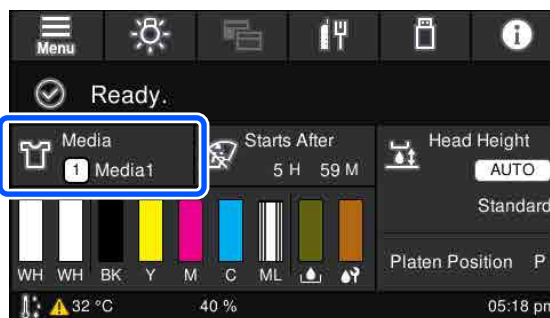 Menu
Ready.
Media
1 Media1
Starts After
5 H 59 M
Head Height
AUTO
Standard
WH WH BK Y M C ML
Platen Position P
32 °C
40 %
05:18 pm